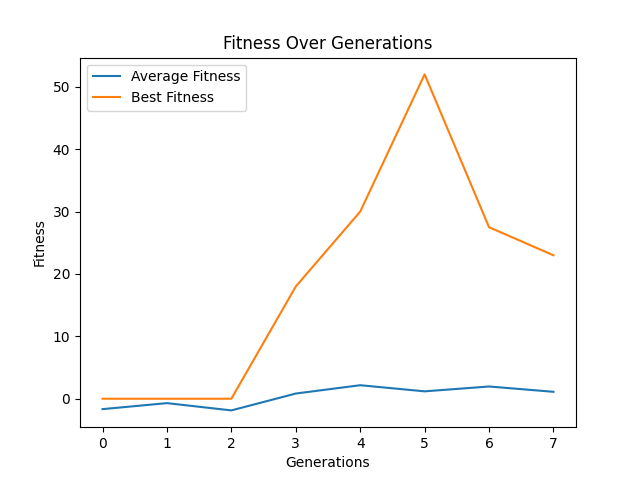 Fitness Over Generations
Average Fitness
Best Fitness
50
40
30
20
10
0
Fitness
0 1 2 3 4 5 6 7
Generations